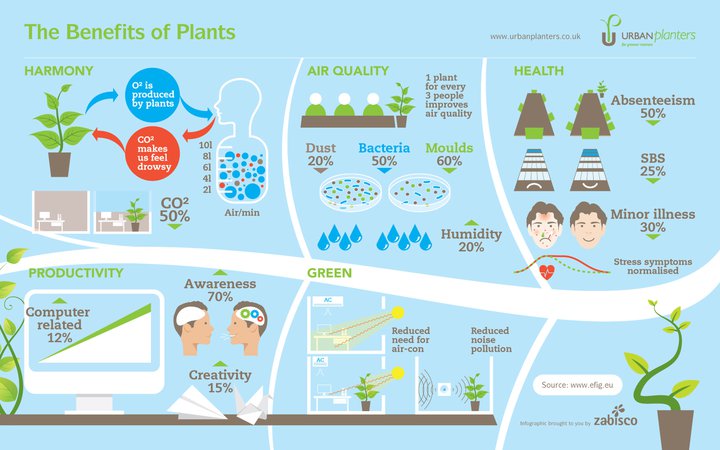 The Benefits of Plants
www.urbanplanters.co.uk
URBANplanters
for greener interiors
HARMONY
O² is
produced
by plants
CO²
makes
us feel
drowsy
10l
8l
6l
4l
2l
Air/min
CO²
50%
AIR QUALITY
1 plant
for every
3 people
improves
air quality
Dust
20%
Bacteria
50%
Moulds
60%
Humidity
20%
HEALTH
Absenteeism
50%
SBS
25%
Minor illness
30%
Stress symptoms
normalised
PRODUCTIVITY
Computer
related
12%
Awareness
70%
Creativity
15%
GREEN
AC
AC
Reduced
need for
air-con
Reduced
noise
pollution
Source: www.efig.eu
Infographic brought to you by zabisco